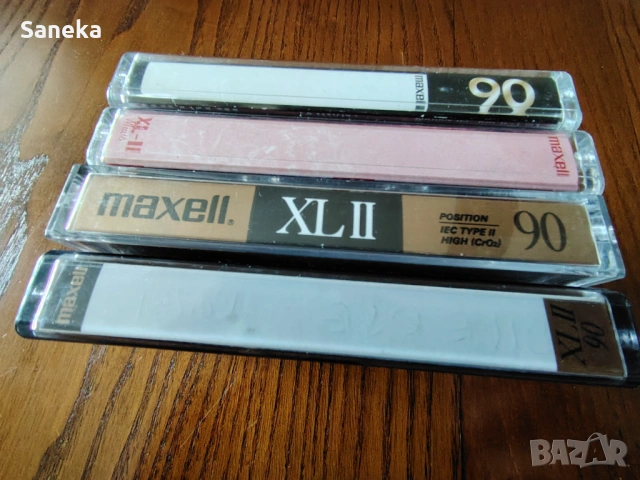 Saneka
maxell
90
XL-II
maxell
maxell.
XL II
POSITION
IEC TYPE II
HIGH (CrO₂)
90
maxell
90
XL II
BAZAR